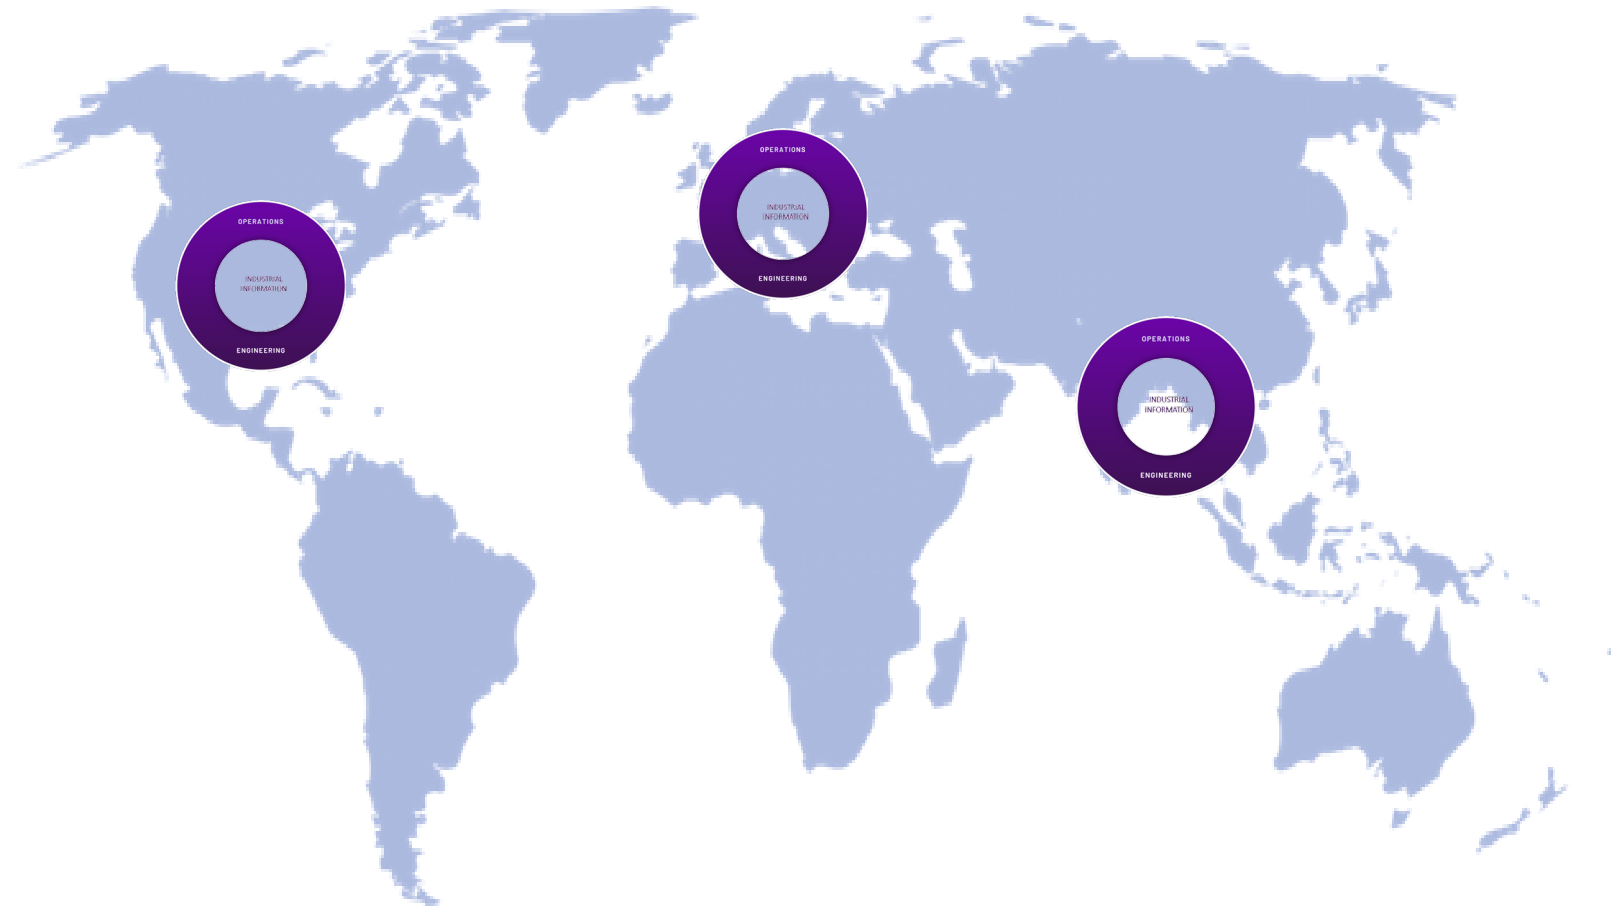 OPERATIONS
INDUSTRIAL
INFORMATION
ENGINEERING
OPERATIONS
INDUSTRIAL
INFORMATION
ENGINEERING
OPERATIONS
INDUSTRIAL
INFORMATION
ENGINEERING